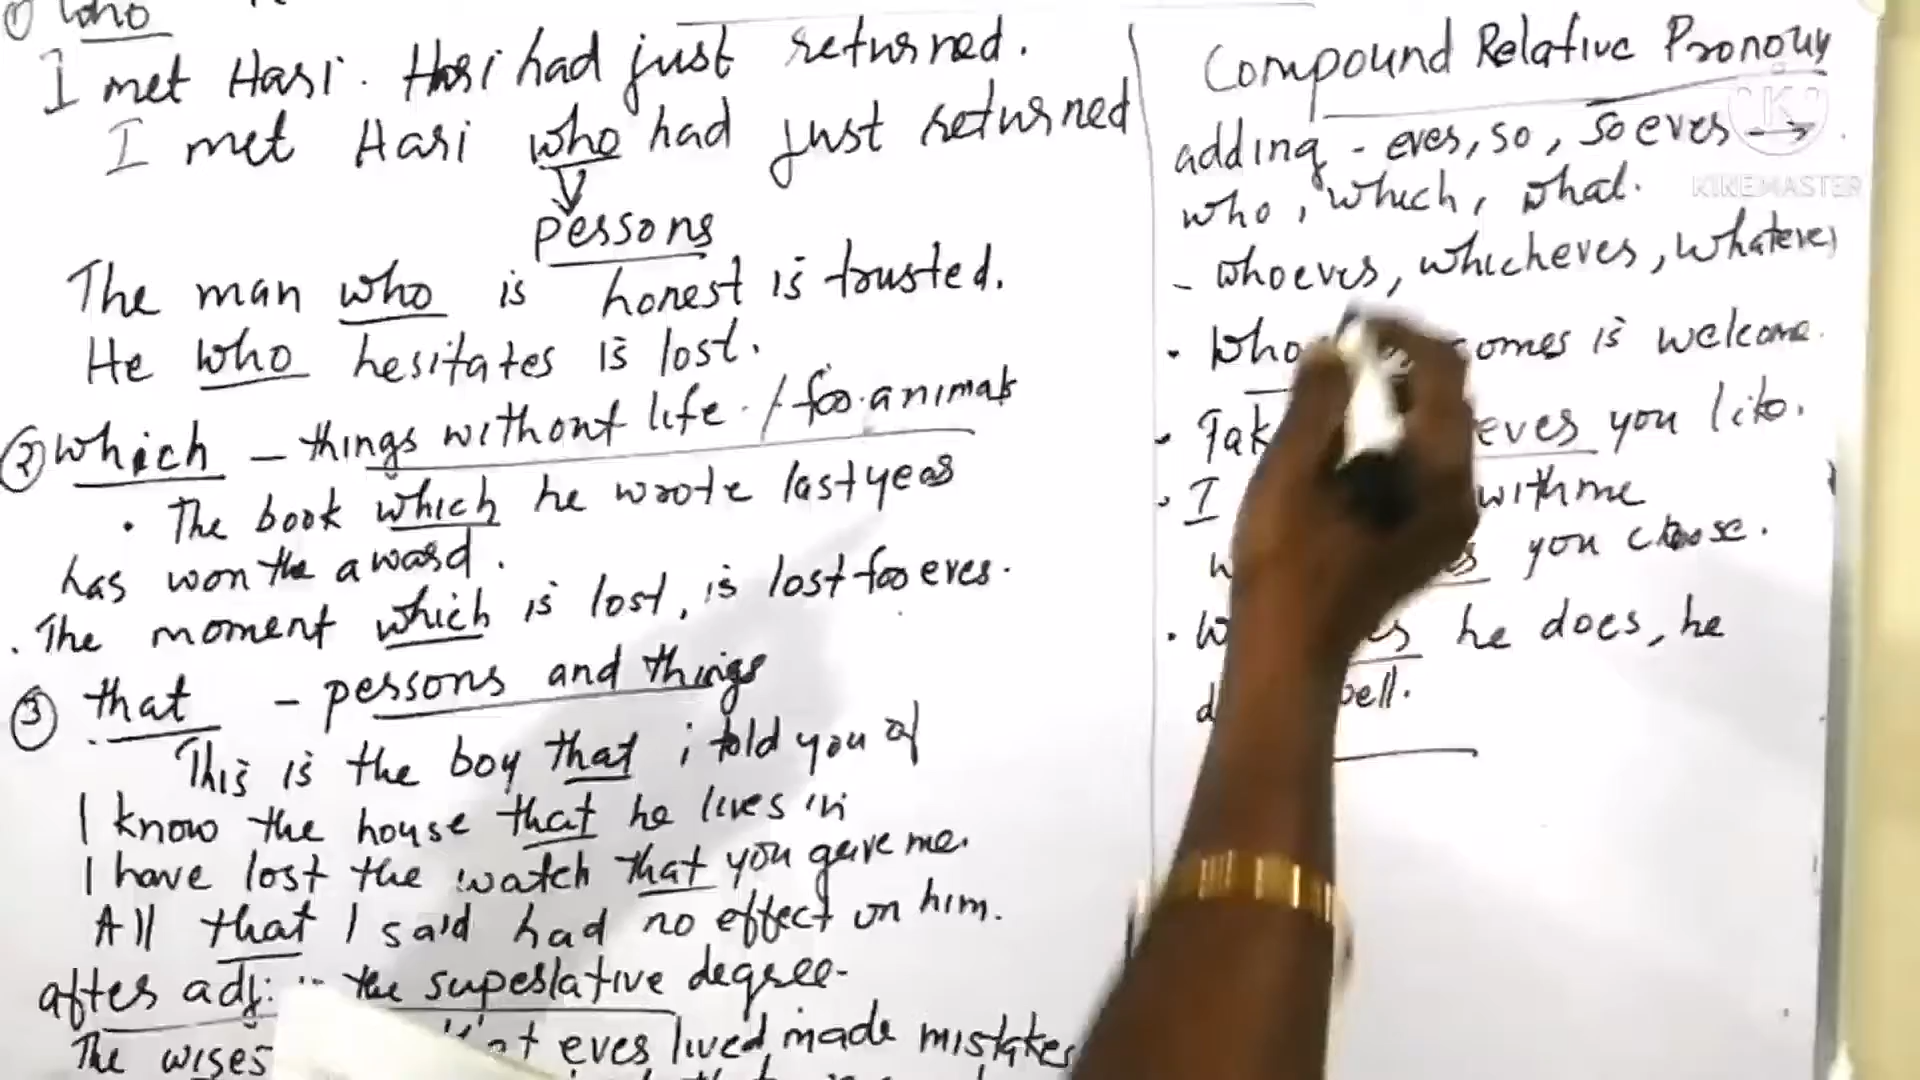 ① who
I met Hari. Hari had just returned.
I met Hari who had just returned
persons
The man who is honest is trusted.
He who hesitates is lost.
② which - things without life / for animals
• The book which he wrote last year
has won the award.
• The moment which is lost, is lost for ever.
③ that - persons and things
This is the boy that i told you of
I know the house that he lives in
I have lost the watch that you gave me.
All that I said had no effect on him.
after adj: in the superlative degree-
The ever lived made mistakes
Compound Relative Pronoun
adding - ever, so, soever →
who, which, what.
- whoever, whichever, whatever
• comes is welcome.
• you like.
• I with me
you choose.
• he does, he
KINEMASTER